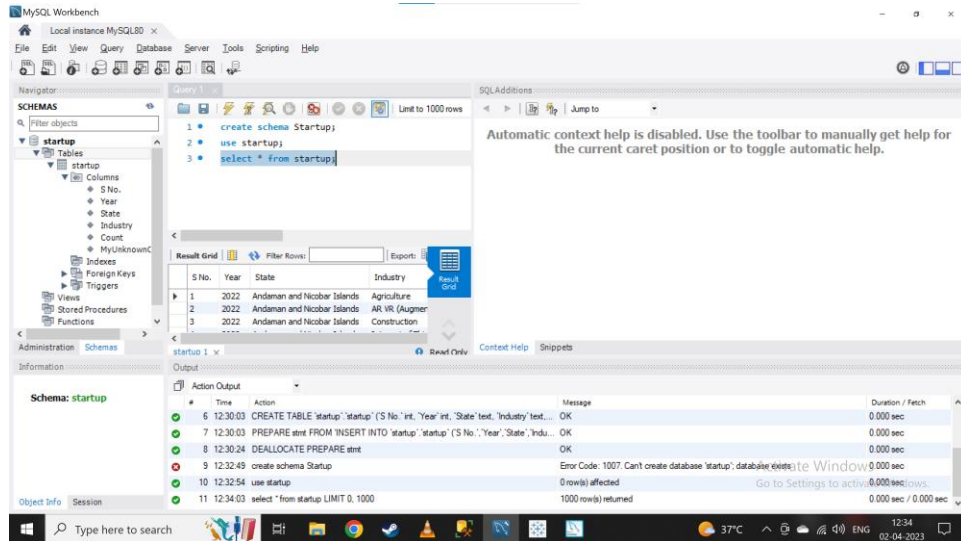 MySQL Workbench
Local instance MySQL80
File Edit View Query Database Server Tools Scripting Help
Navigator
SCHEMAS
Filter objects
startup
Tables
startup
Columns
S No.
Year
State
Industry
Count
MyUnknownC
Indexes
Foreign Keys
Triggers
Views
Stored Procedures
Functions
Administration Schemas
Information
Schema: startup
Object Info Session
Query 1
Limit to 1000 rows
1 create schema Startup;
2 use startup;
3 select * from startup;
Result Grid Filter Rows: Export:
S No. Year State Industry
1 2022 Andaman and Nicobar Islands Agriculture
2 2022 Andaman and Nicobar Islands AR VR (Augmen
3 2022 Andaman and Nicobar Islands Construction
Result Grid
startup 1
Read Only
SQLAdditions
Jump to
Automatic context help is disabled. Use the toolbar to manually get help for
the current caret position or to toggle automatic help.
Context Help Snippets
Output
Action Output
# Time Action Message Duration / Fetch
6 12:30:03 CREATE TABLE `startup`.`startup` (`S No.` int, `Year` int, `State` text, `Industry` text,... OK 0.000 sec
7 12:30:03 PREPARE stmt FROM 'INSERT INTO `startup`.`startup` (`S No.`,`Year`,`State`,`Indu... OK 0.000 sec
8 12:30:24 DEALLOCATE PREPARE stmt OK 0.000 sec
9 12:32:49 create schema Startup Error Code: 1007. Can't create database 'startup'; database exists 0.000 sec
10 12:32:54 use startup 0 row(s) affected 0.000 sec
11 12:34:03 select * from startup LIMIT 0, 1000 1000 row(s) returned 0.000 sec / 0.000 sec
Activate Windows
Go to Settings to activate Windows.
Type here to search
37°C
ENG
12:34
02-04-2023